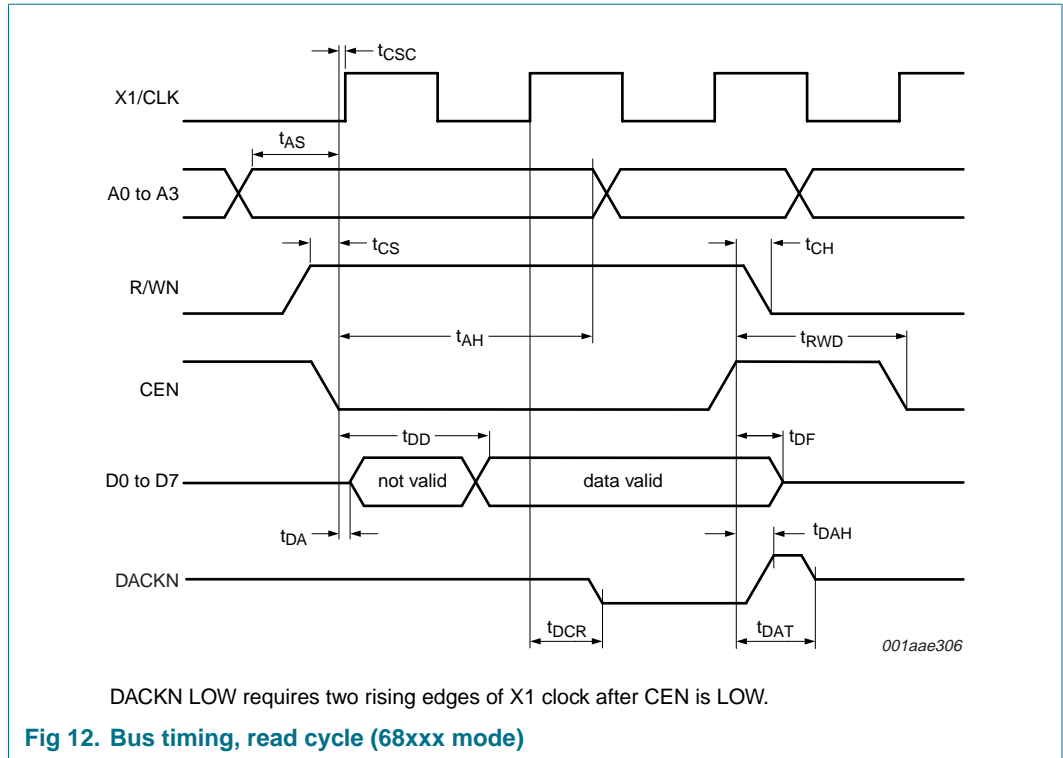 tCSC
X1/CLK
tAS
A0 to A3
tCS
tCH
R/WN
tAH
tRWD
CEN
tDD
tDF
D0 to D7
not valid
data valid
tDA
tDAH
DACKN
tDCR
tDAT
001aae306
DACKN LOW requires two rising edges of X1 clock after CEN is LOW.
Fig 12. Bus timing, read cycle (68xxx mode)